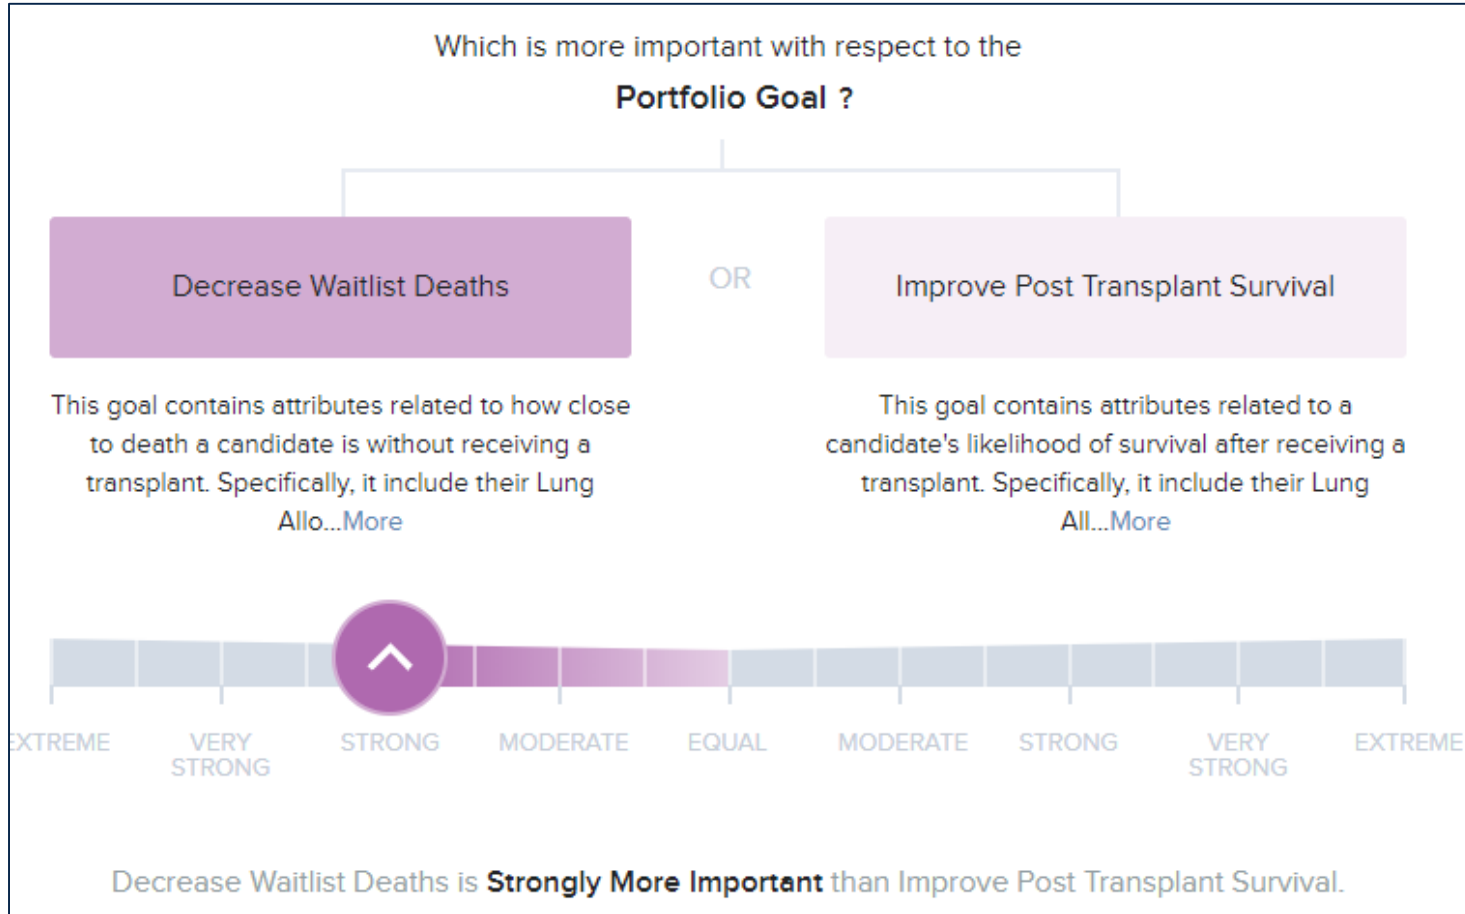 Which is more important with respect to the
Portfolio Goal ?
Decrease Waitlist Deaths
OR
Improve Post Transplant Survival
This goal contains attributes related to how close
to death a candidate is without receiving a
transplant. Specifically, it include their Lung
Allo...More
This goal contains attributes related to a
candidate's likelihood of survival after receiving a
transplant. Specifically, it include their Lung
All...More
EXTREME
VERY
STRONG
STRONG
MODERATE
EQUAL
MODERATE
STRONG
VERY
STRONG
EXTREME
Decrease Waitlist Deaths is Strongly More Important than Improve Post Transplant Survival.